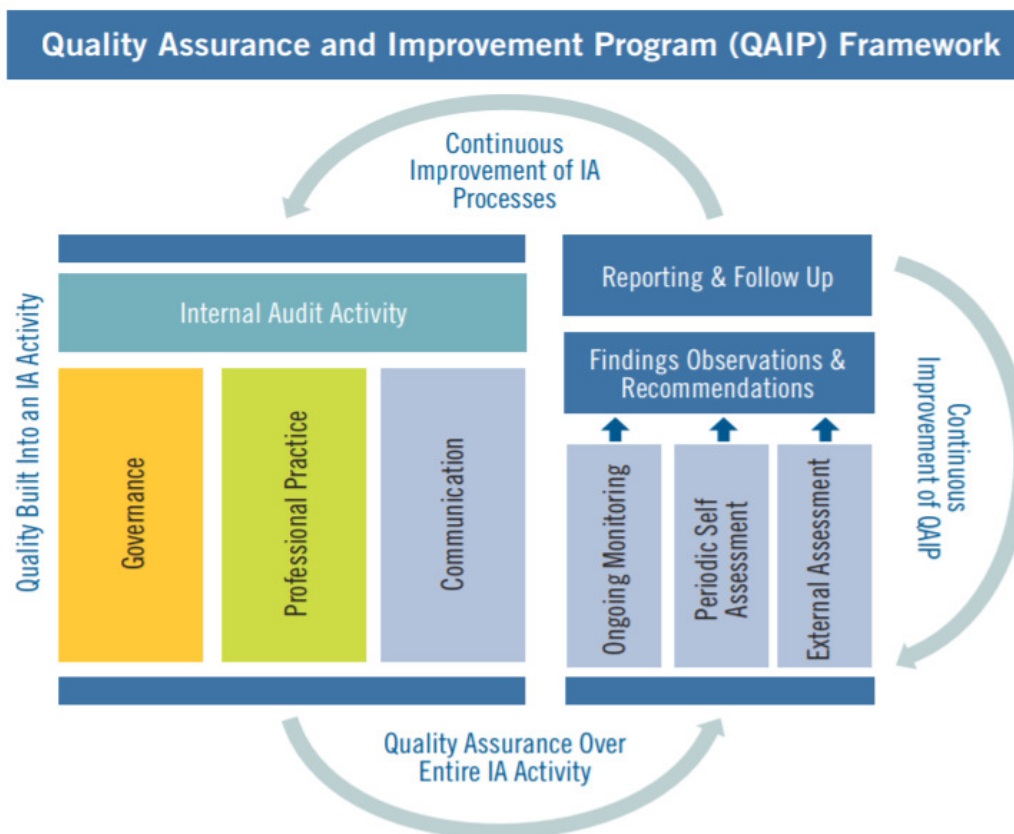 Quality Assurance and Improvement Program (QAIP) Framework
Continuous
Improvement of IA
Processes
Quality Built Into an IA Activity
Internal Audit Activity
Governance
Professional Practice
Communication
Reporting & Follow Up
Findings Observations &
Recommendations
Ongoing Monitoring
Periodic Self
Assessment
External Assessment
Continuous
Improvement of QAIP
Quality Assurance Over
Entire IA Activity